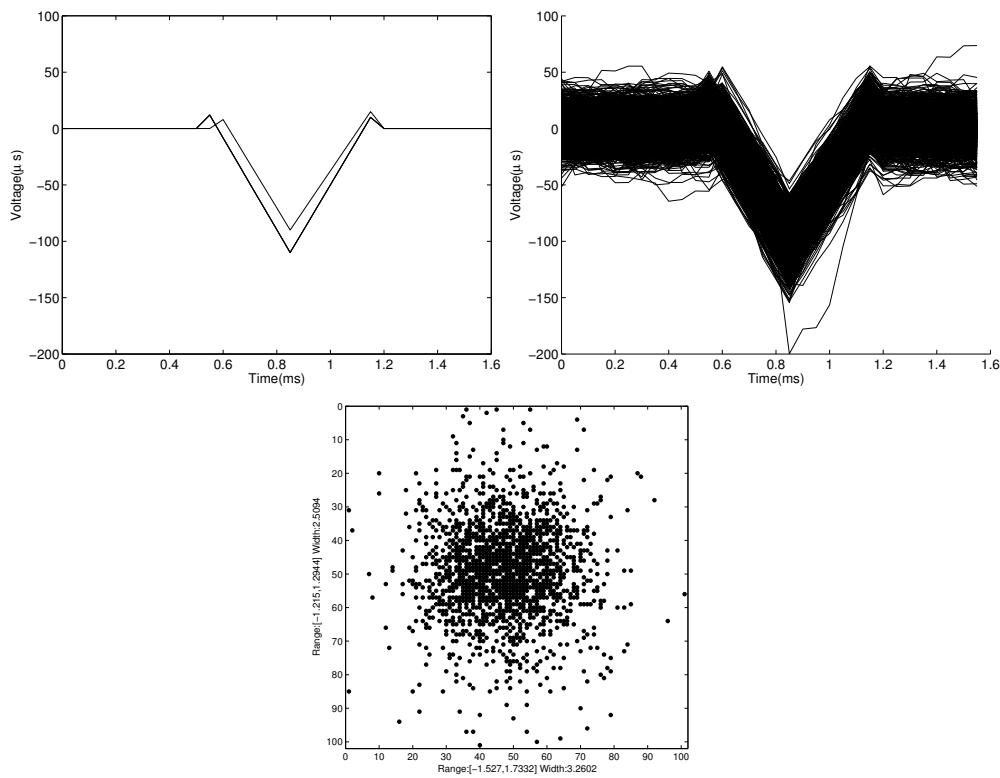 100
50
0
−50
−100
−150
−200
Voltage(μ s)
0 0.2 0.4 0.6 0.8 1 1.2 1.4 1.6
Time(ms)
100
50
0
−50
−100
−150
−200
Voltage(μ s)
0 0.2 0.4 0.6 0.8 1 1.2 1.4 1.6
Time(ms)
0
10
20
30
40
50
60
70
80
90
100
Range:[−1.215,1.2944] Width:2.5094
0 10 20 30 40 50 60 70 80 90 100
Range:[−1.527,1.7332] Width:3.2602